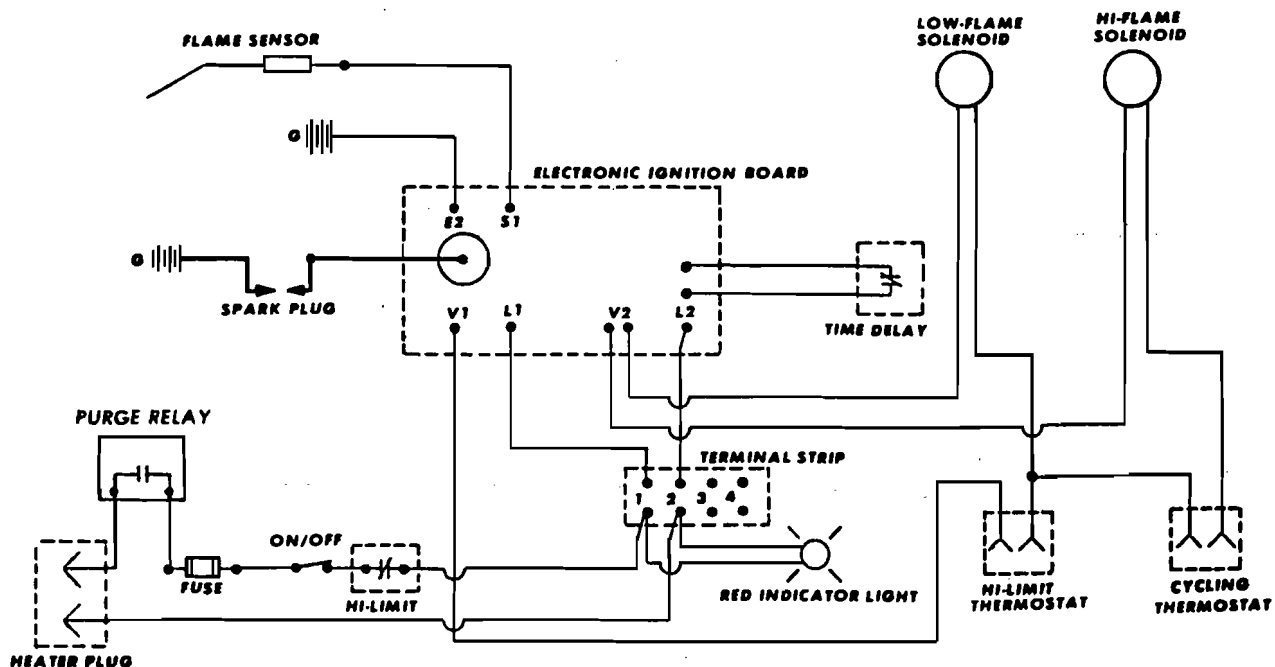 LOW-FLAME
SOLENOID
HI-FLAME
SOLENOID
FLAME SENSOR
G
ELECTRONIC IGNITION BOARD
E2
S1
G
SPARK PLUG
V1
L1
V2
L2
TIME DELAY
PURGE RELAY
TERMINAL STRIP
1
2
3
4
ON/OFF
FUSE
HI-LIMIT
RED INDICATOR LIGHT
HI-LIMIT
THERMOSTAT
CYCLING
THERMOSTAT
HEATER PLUG